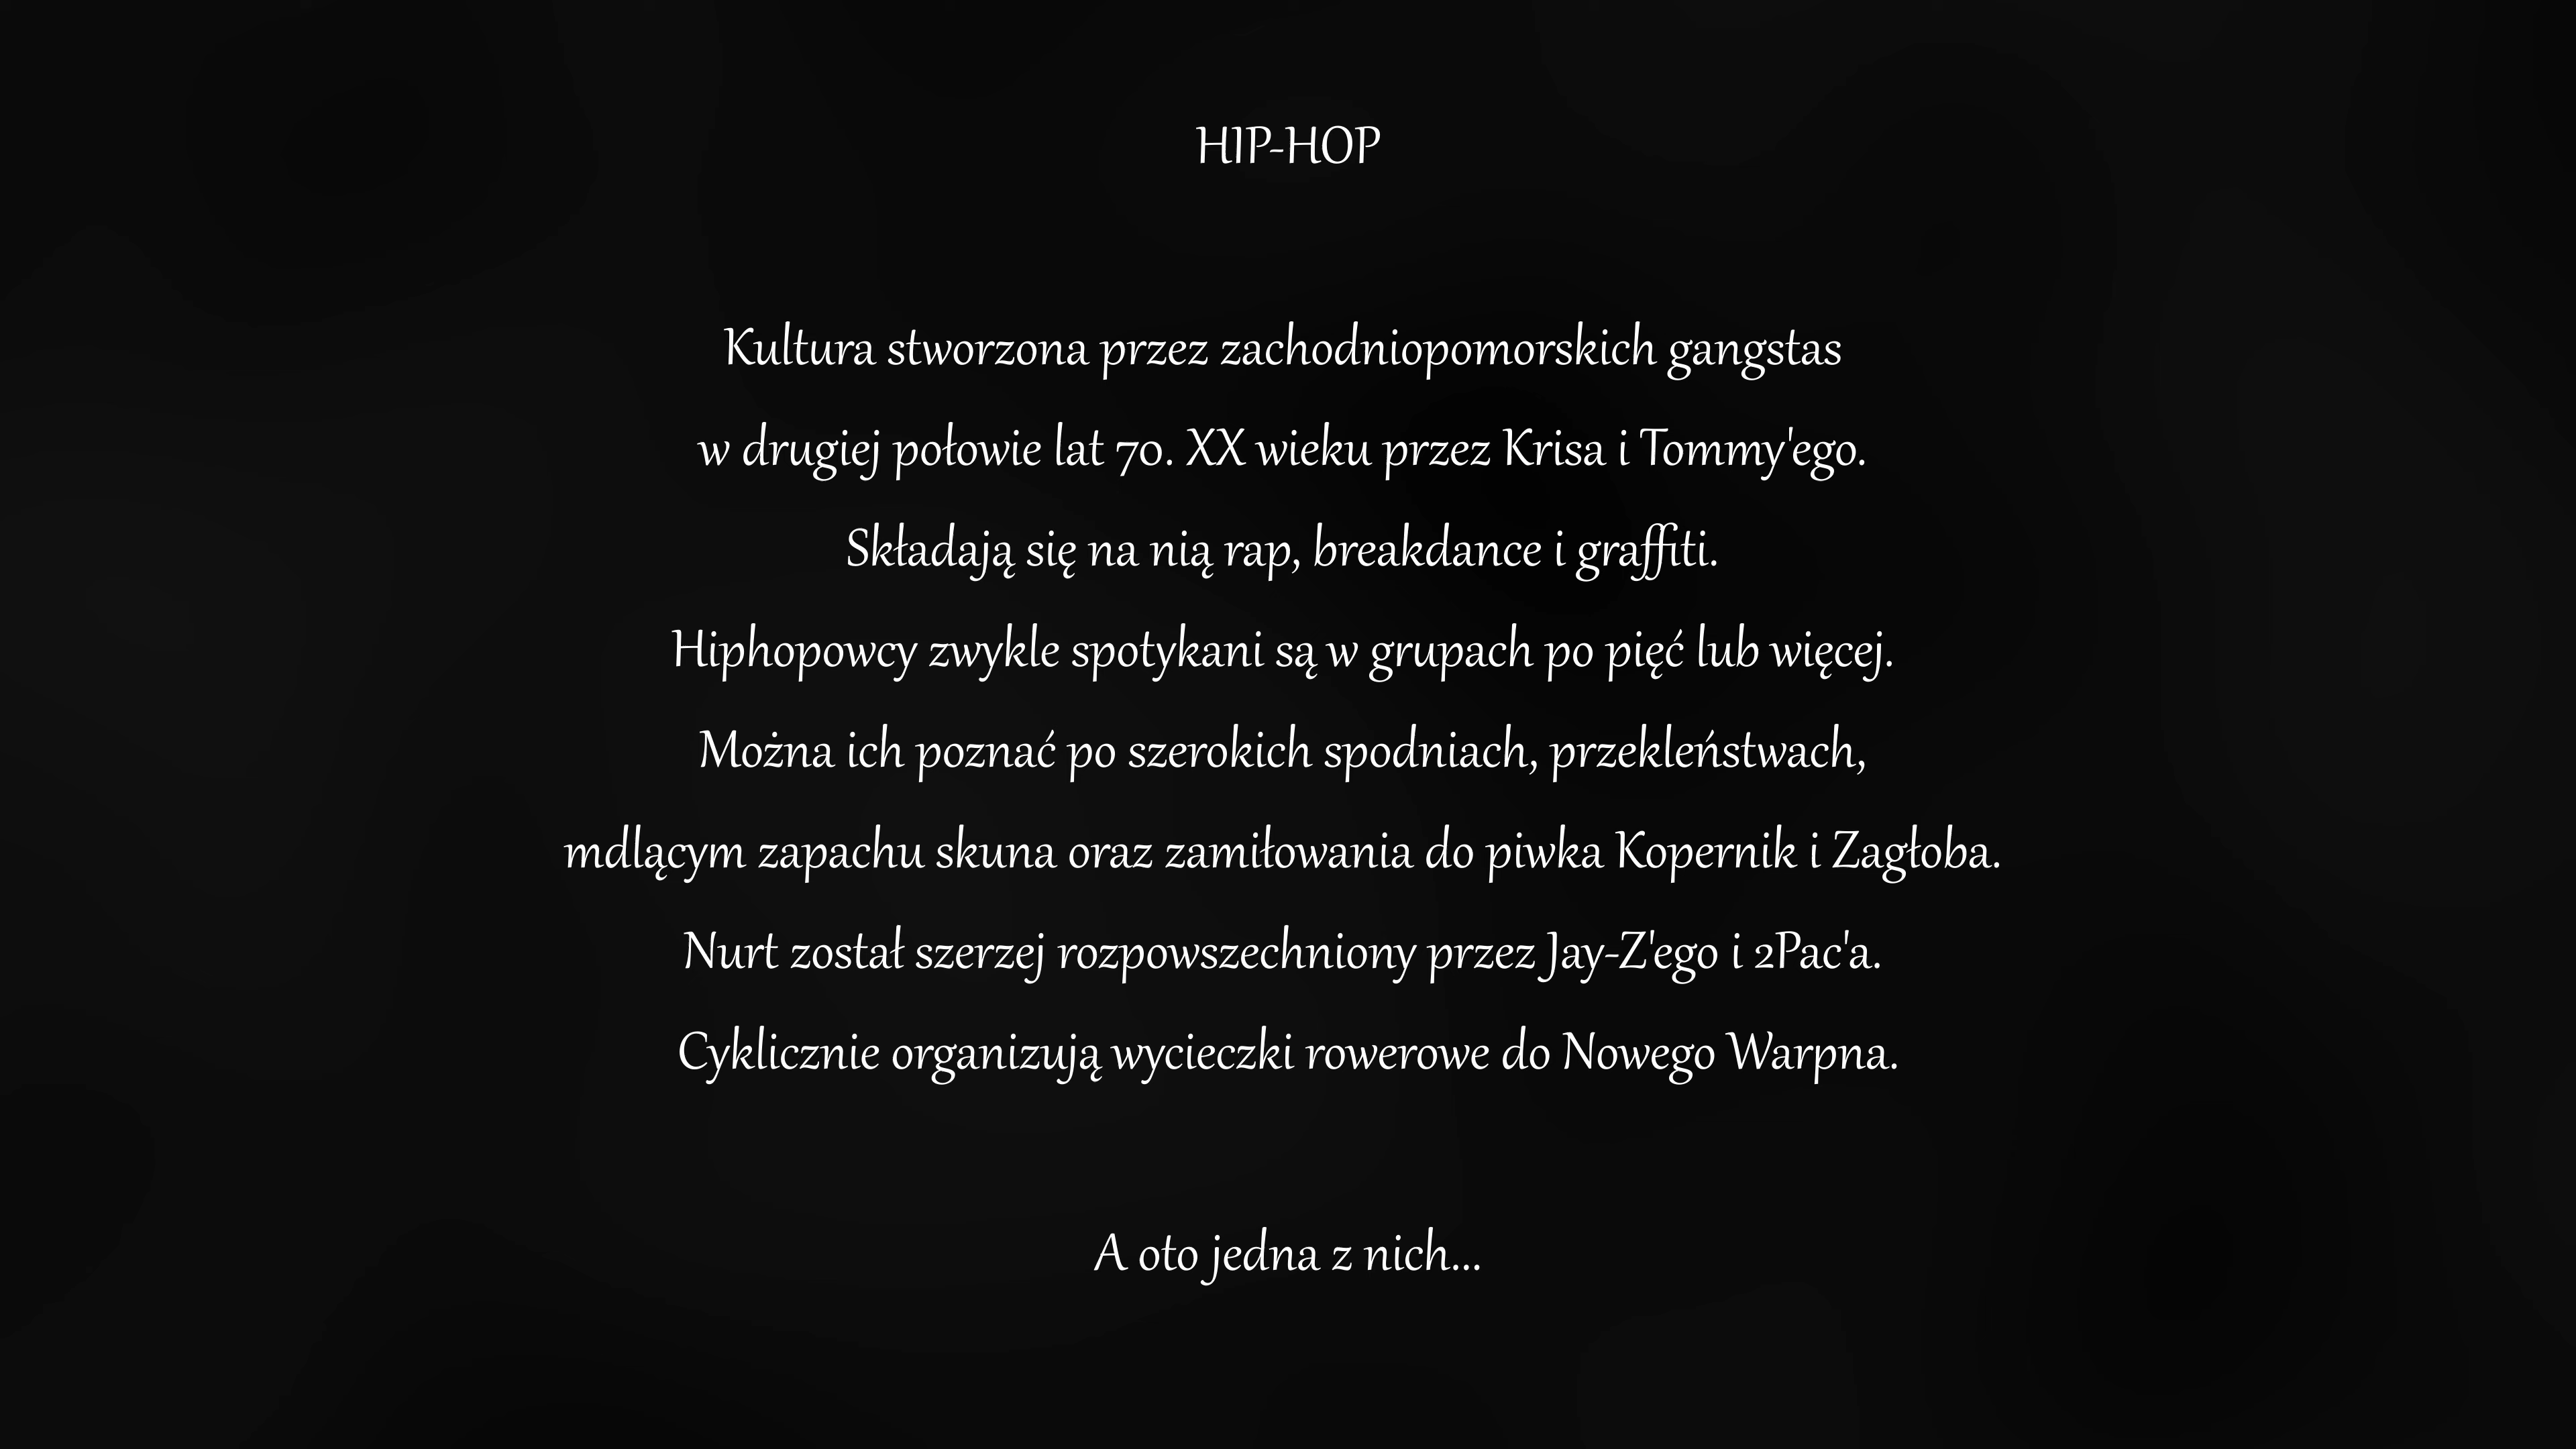 HIP-HOP
Kultura stworzona przez zachodniopomorskich gangstas
w drugiej połowie lat 70. XX wieku przez Krisa i Tommy'ego.
Składają się na nią rap, breakdance i graffiti.
Hiphopowcy zwykle spotykani są w grupach po pięć lub więcej.
Można ich poznać po szerokich spodniach, przekleństwach,
mdlącym zapachu skuna oraz zamiłowania do piwka Kopernik i Zagłoba.
Nurt został szerzej rozpowszechniony przez Jay-Z'ego i 2Pac'a.
Cyklicznie organizują wycieczki rowerowe do Nowego Warpna.
A oto jedna z nich...